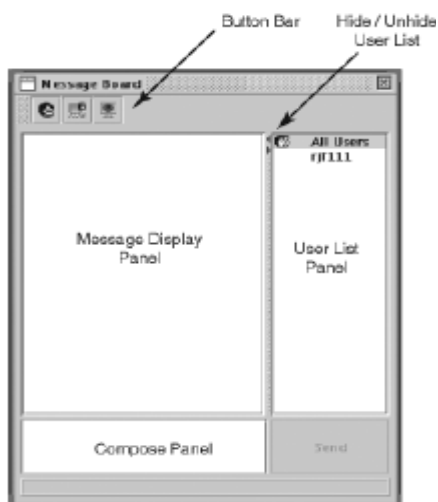 Button Bar
Hide / Unhide
User List
Message Board
All Users
rjf111
Message Display
Panel
User List
Panel
Compose Panel
Send